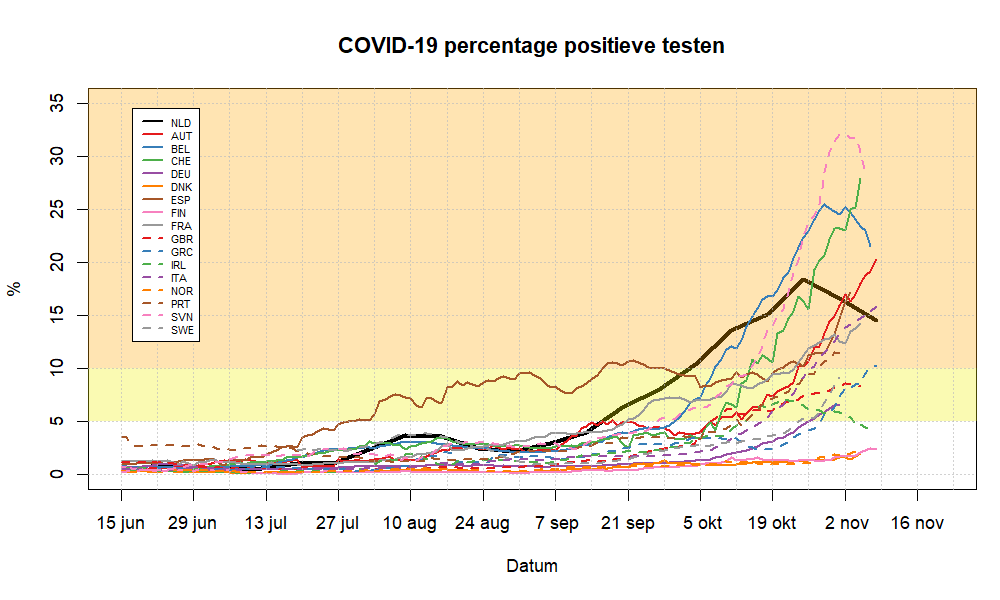 COVID-19 percentage positieve testen
%
35
30
25
20
15
10
5
0
NLD
AUT
BEL
CHE
DEU
DNK
ESP
FIN
FRA
GBR
GRC
IRL
ITA
NOR
PRT
SVN
SWE
15 jun 29 jun 13 jul 27 jul 10 aug 24 aug 7 sep 21 sep 5 okt 19 okt 2 nov 16 nov
Datum